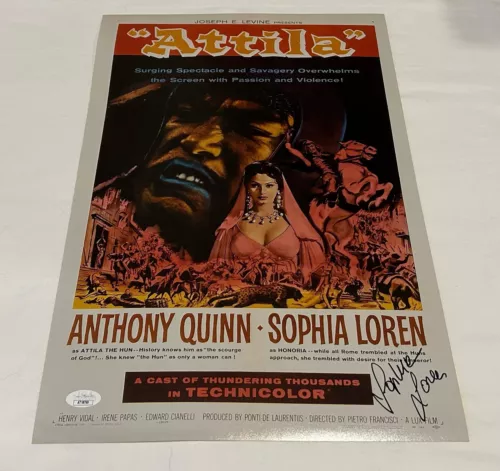 JOSEPH E. LEVINE PRESENTS
"Attila"
Surging Spectacle and Savagery Overwhelms
the Screen with Passion and Violence!
ANTHONY QUINN · SOPHIA LOREN
as ATTILA THE HUN—History knows him as "the scourge
of God"!... She knew "the Hun" as only a woman can!
as HONORIA—while all Rome trembled at the Huns
approach, she trembled with desire for their Emperor!
A CAST OF THUNDERING THOUSANDS
IN TECHNICOLOR
HENRY VIDAL · IRENE PAPAS · EDWARD CIANELLI PRODUCED BY PONTI DE LAURENTUS · DIRECTED BY PIETRO FRANCISCI · A LUX FILM
Sophia
Loren